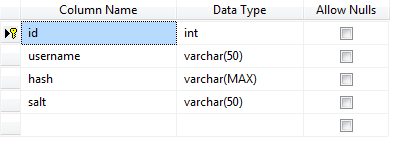 Column Name Data Type Allow Nulls
id int
username varchar(50)
hash varchar(MAX)
salt varchar(50)